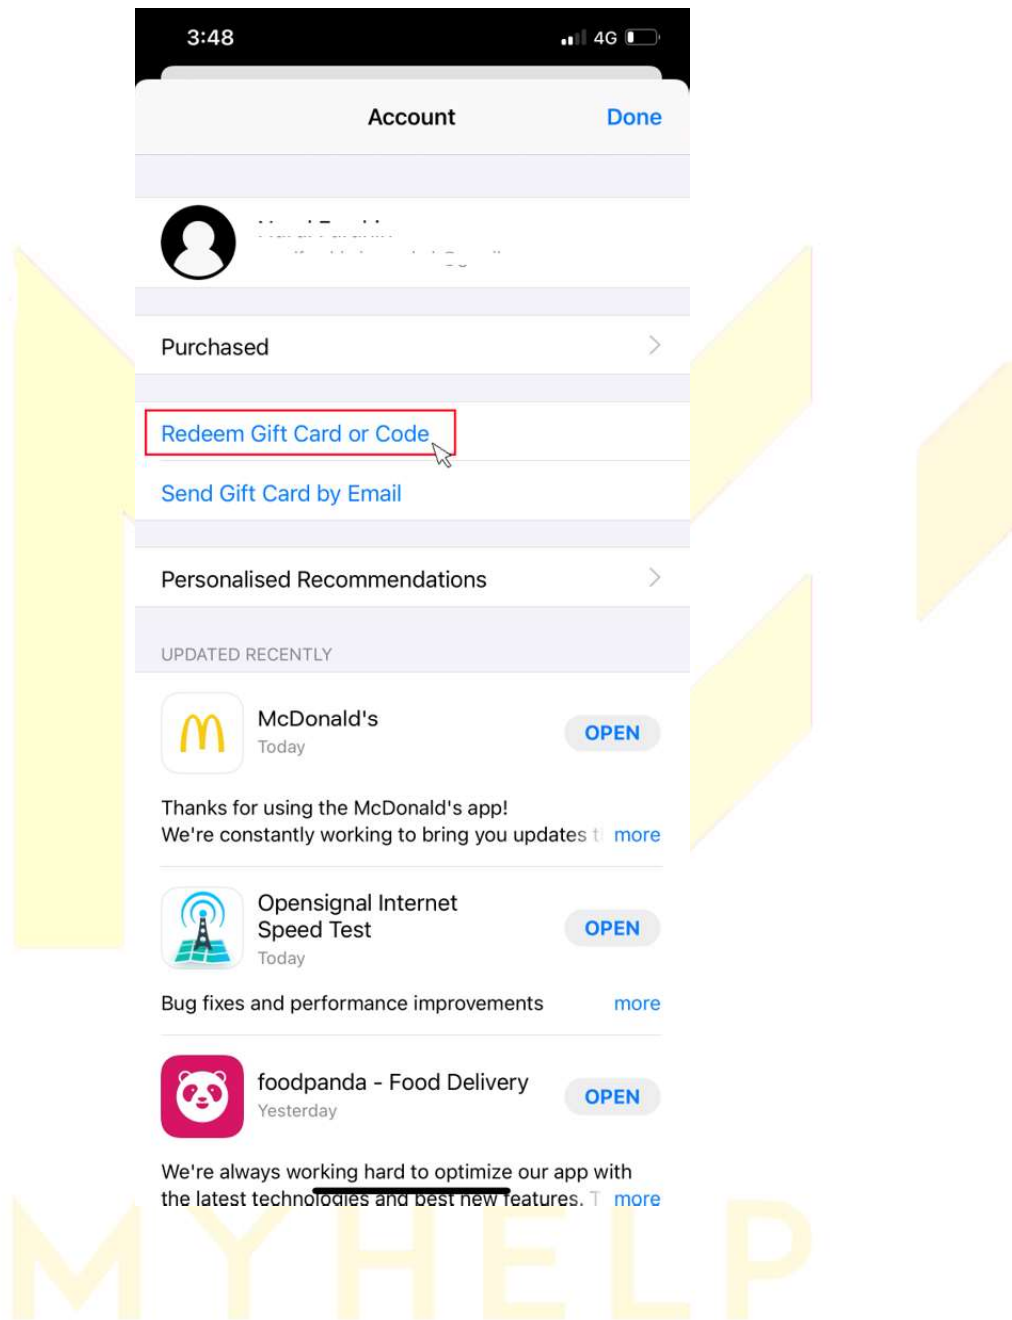 3:48
4G
Account
Done
Purchased
Redeem Gift Card or Code
Send Gift Card by Email
Personalised Recommendations
UPDATED RECENTLY
McDonald's
Today
OPEN
Thanks for using the McDonald's app!
We're constantly working to bring you updates more
Opensignal Internet
Speed Test
Today
OPEN
Bug fixes and performance improvements more
foodpanda - Food Delivery
Yesterday
OPEN
We're always working hard to optimize our app with
the latest technologies and best new features. more
MYHELP